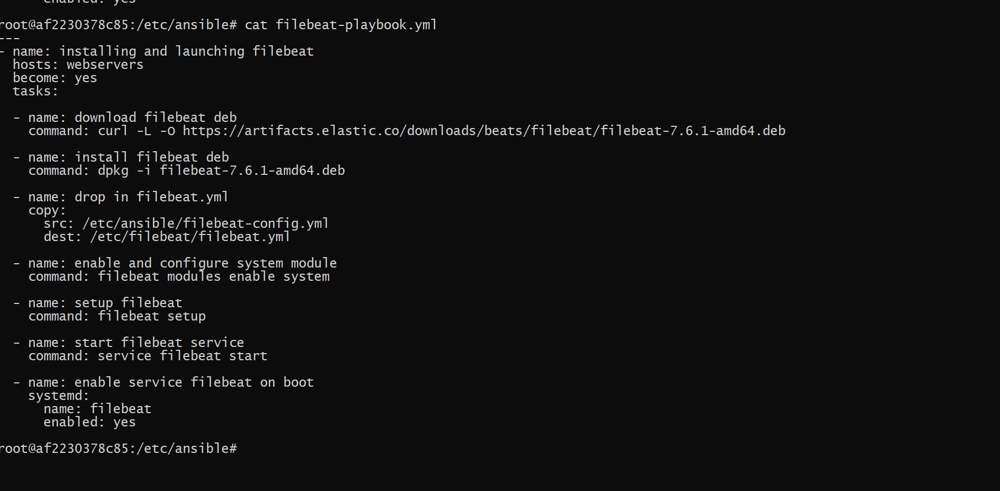 enabled: yes
root@af2230378c85:/etc/ansible# cat filebeat-playbook.yml
---
- name: installing and launching filebeat
  hosts: webservers
  become: yes
  tasks:

  - name: download filebeat deb
    command: curl -L -O https://artifacts.elastic.co/downloads/beats/filebeat/filebeat-7.6.1-amd64.deb

  - name: install filebeat deb
    command: dpkg -i filebeat-7.6.1-amd64.deb

  - name: drop in filebeat.yml
    copy:
      src: /etc/ansible/filebeat-config.yml
      dest: /etc/filebeat/filebeat.yml

  - name: enable and configure system module
    command: filebeat modules enable system

  - name: setup filebeat
    command: filebeat setup

  - name: start filebeat service
    command: service filebeat start

  - name: enable service filebeat on boot
    systemd:
      name: filebeat
      enabled: yes

root@af2230378c85:/etc/ansible#